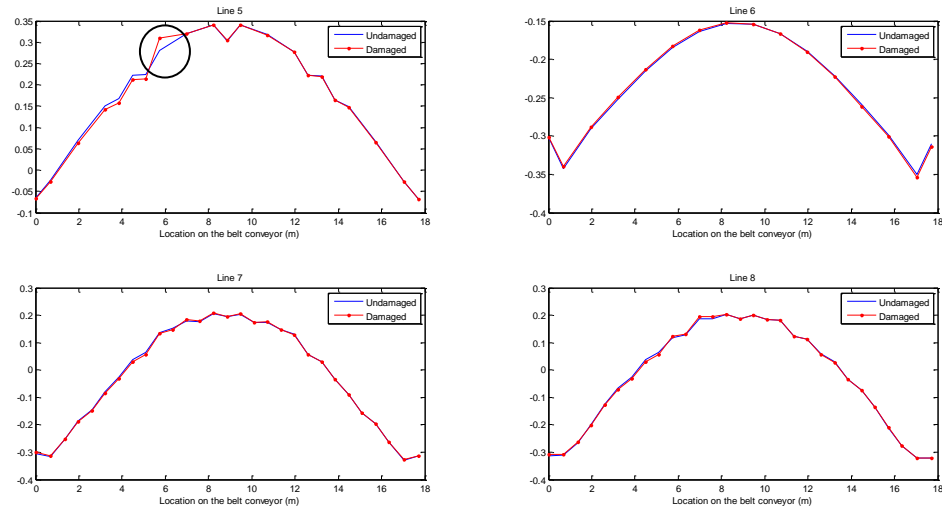 Line 5
0.35
0.3
0.25
0.2
0.15
0.1
0.05
0
-0.05
-0.1
0 2 4 6 8 10 12 14 16 18
Location on the belt conveyor (m)
Undamaged
Damaged
Line 6
-0.15
-0.2
-0.25
-0.3
-0.35
-0.4
0 2 4 6 8 10 12 14 16 18
Location on the belt conveyor (m)
Undamaged
Damaged
Line 7
0.3
0.2
0.1
0
-0.1
-0.2
-0.3
-0.4
0 2 4 6 8 10 12 14 16 18
Location on the belt conveyor (m)
Undamaged
Damaged
Line 8
0.3
0.2
0.1
0
-0.1
-0.2
-0.3
-0.4
0 2 4 6 8 10 12 14 16 18
Location on the belt conveyor (m)
Undamaged
Damaged